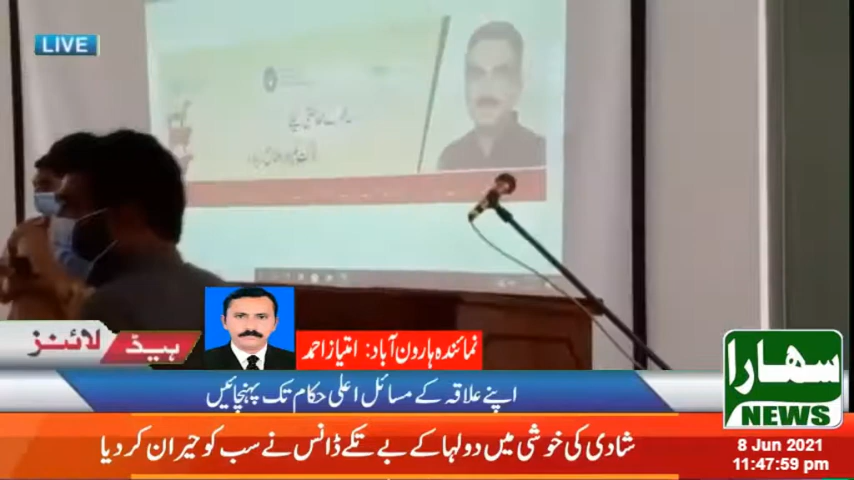 LIVE
ہیڈ لائنز
نمائندہ ہارون آباد: امتیاز احمد
اپنے علاقہ کے مسائل اعلی حکام تک پہنچائیں
شادی کی خوشی میں دولہا کے بے تکے ڈانس نے سب کو حیران کر دیا
سہارا
NEWS
8 Jun 2021
11:47:59 pm